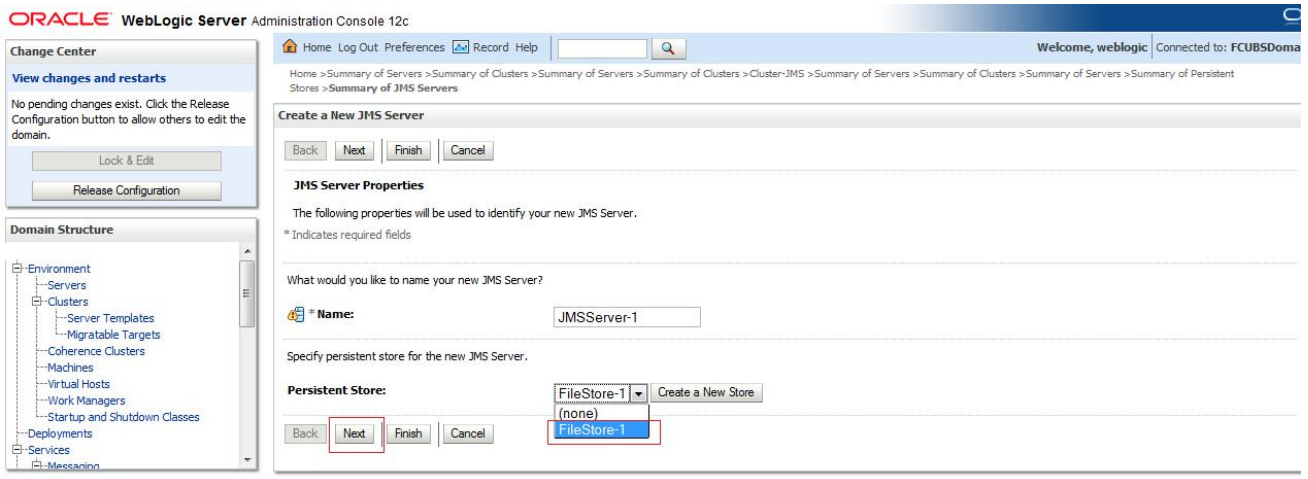 ORACLE WebLogic Server Administration Console 12c
Change Center
View changes and restarts
No pending changes exist. Click the Release
Configuration button to allow others to edit the
domain.
Lock & Edit
Release Configuration
Domain Structure
Environment
Servers
Clusters
Server Templates
Migratable Targets
Coherence Clusters
Machines
Virtual Hosts
Work Managers
Startup and Shutdown Classes
Deployments
Services
Messaging
Home Log Out Preferences Record Help
Welcome, weblogic Connected to: FCUBSDoma
Home >Summary of Servers >Summary of Clusters >Summary of Servers >Summary of Clusters >Cluster-JMS >Summary of Servers >Summary of Clusters >Summary of Servers >Summary of Persistent
Stores >Summary of JMS Servers
Create a New JMS Server
Back Next Finish Cancel
JMS Server Properties
The following properties will be used to identify your new JMS Server.
* Indicates required fields
What would you like to name your new JMS Server?
* Name: JMSServer-1
Specify persistent store for the new JMS Server.
Persistent Store: FileStore-1 Create a New Store
(none)
FileStore-1
Back Next Finish Cancel